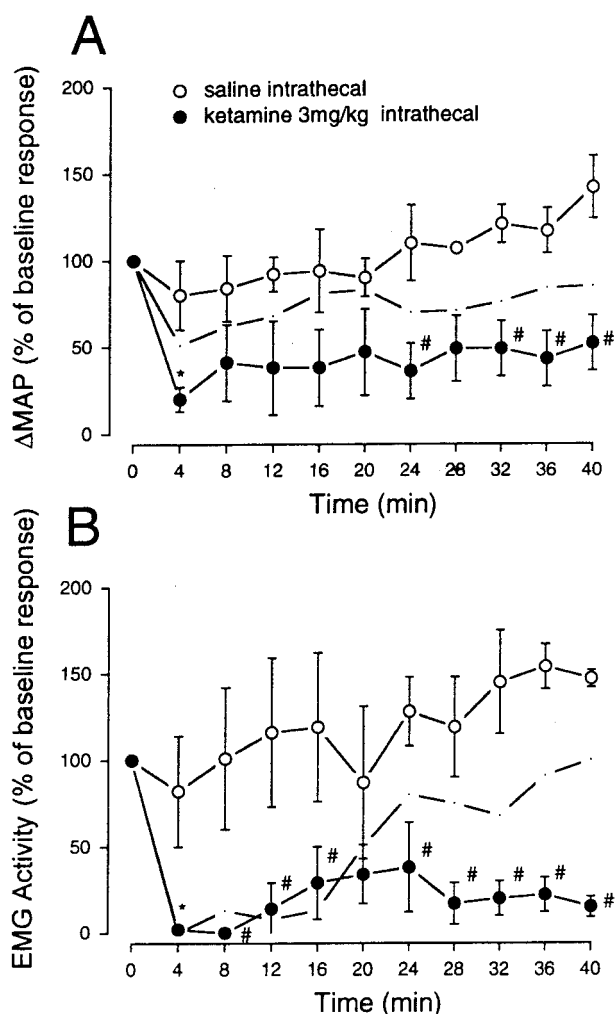 A
ΔMAP (% of baseline response)
saline intrathecal
ketamine 3mg/kg intrathecal
200
150
100
50
0
*
#
#
#
#
0 4 8 12 16 20 24 28 32 36 40
Time (min)
B
EMG Activity (% of baseline response)
200
150
100
50
0
*
#
#
#
#
#
#
#
#
0 4 8 12 16 20 24 28 32 36 40
Time (min)